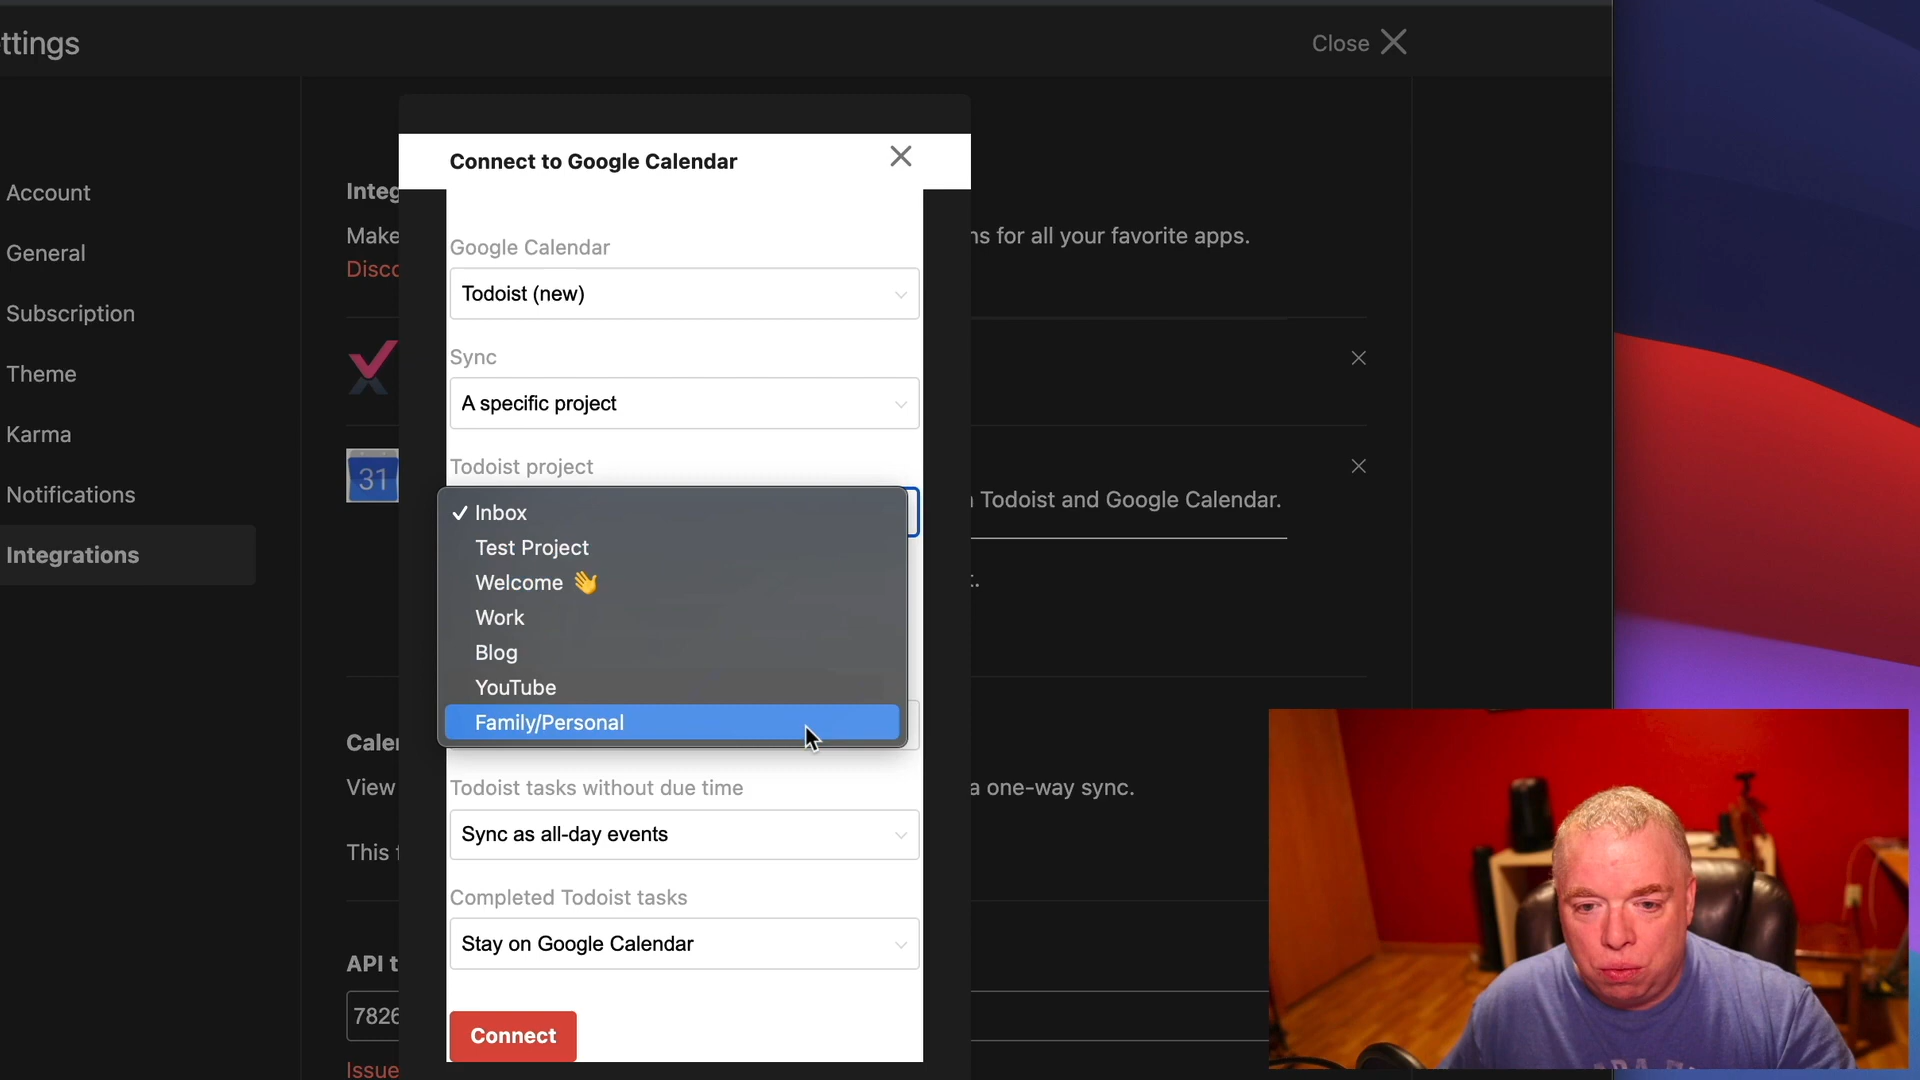 ttings
Close
Account
General
Subscription
Theme
Karma
Notifications
Integrations
Integ
Make
ns for all your favorite apps.
Disco
31
n Todoist and Google Calendar.
t.
Caler
View
a one-way sync.
This f
API t
7826
Issue
Connect to Google Calendar
Google Calendar
Todoist (new)
Sync
A specific project
Todoist project
✓ Inbox
Test Project
Welcome 👋
Work
Blog
YouTube
Family/Personal
Todoist tasks without due time
Sync as all-day events
Completed Todoist tasks
Stay on Google Calendar
Connect